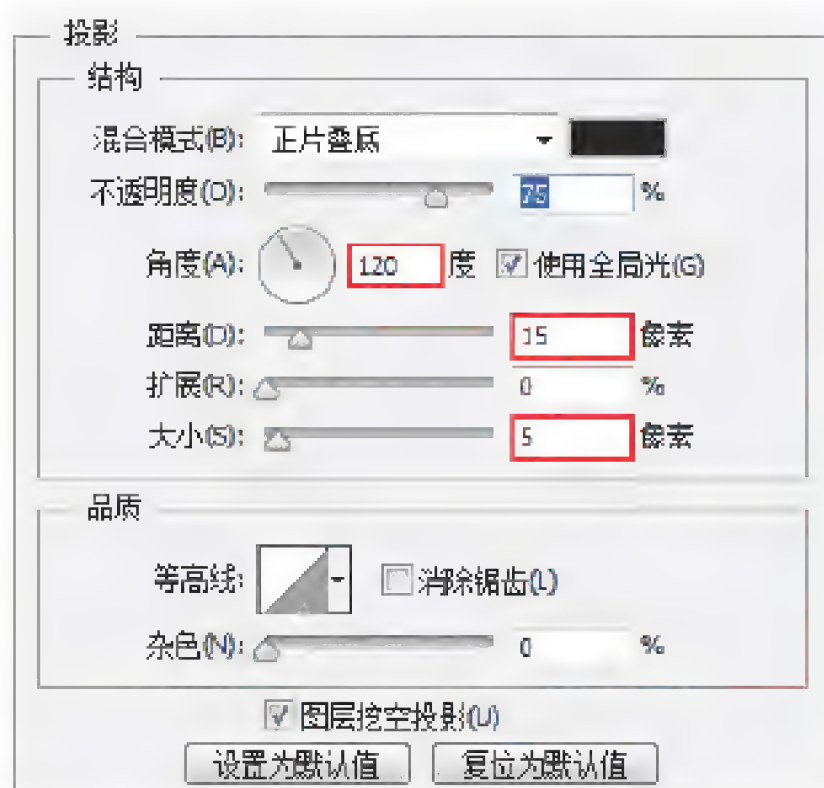 投影
结构
混合模式(B): 正片叠底
不透明度(O): 75 %
角度(A): 120 度 使用全局光(G)
距离(D): 15 像素
扩展(R): 0 %
大小(S): 5 像素
品质
等高线: 消除锯齿(L)
杂色(N): 0 %
图层挖空投影(U)
设置为默认值 复位为默认值